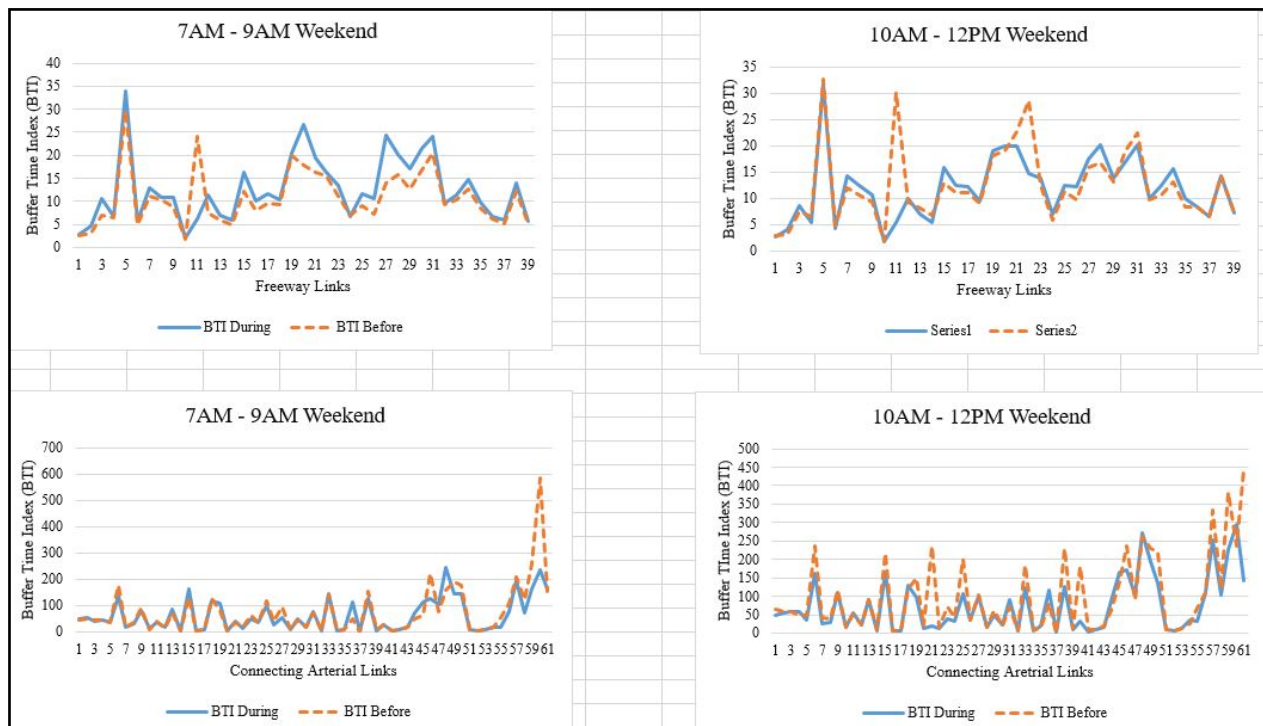 7AM - 9AM Weekend
Buffer Time Index (BTI)
40
35
30
25
20
15
10
5
0
1 3 5 7 9 11 13 15 17 19 21 23 25 27 29 31 33 35 37 39
Freeway Links
BTI During BTI Before
10AM - 12PM Weekend
Buffer Time Index (BTI)
35
30
25
20
15
10
5
0
1 3 5 7 9 11 13 15 17 19 21 23 25 27 29 31 33 35 37 39
Freeway Links
Series1 Series2
7AM - 9AM Weekend
Buffer Time Index (BTI)
700
600
500
400
300
200
100
0
1 3 5 7 9 11 13 15 17 19 21 23 25 27 29 31 33 35 37 39 41 43 45 47 49 51 53 55 57 59 61
Connecting Arterial Links
BTI During BTI Before
10AM - 12PM Weekend
Buffer TIme Index (BTI)
500
450
400
350
300
250
200
150
100
50
0
1 3 5 7 9 11 13 15 17 19 21 23 25 27 29 31 33 35 37 39 41 43 45 47 49 51 53 55 57 59 61
Connecting Aretrial Links
BTI During BTI Before